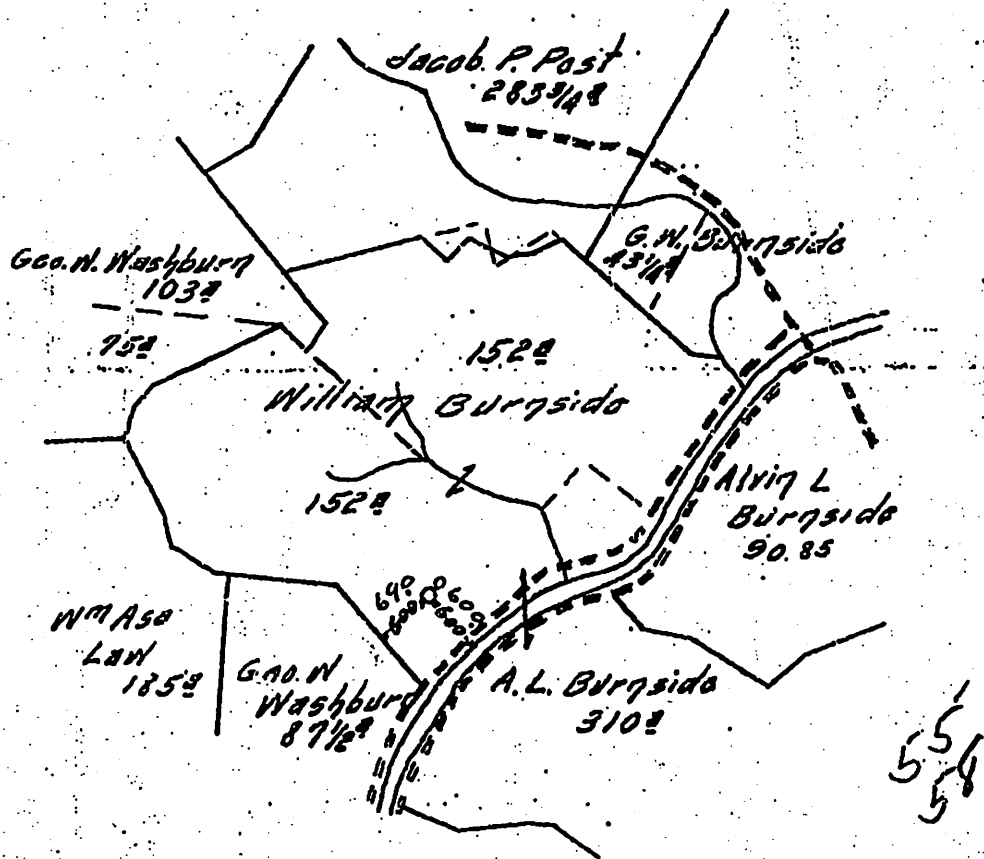 Jacob. P. Post
283 3/4 a
G. W. Burnside
43 1/4 a
Geo. W. Washburn
103 a
75 a
152 a
William Burnside
152 a
Alvin L
Burnside
90.85
Wm Asa
Law
185 a
Geo. W
Washburn
87 1/2 a
A. L. Burnside
310 a